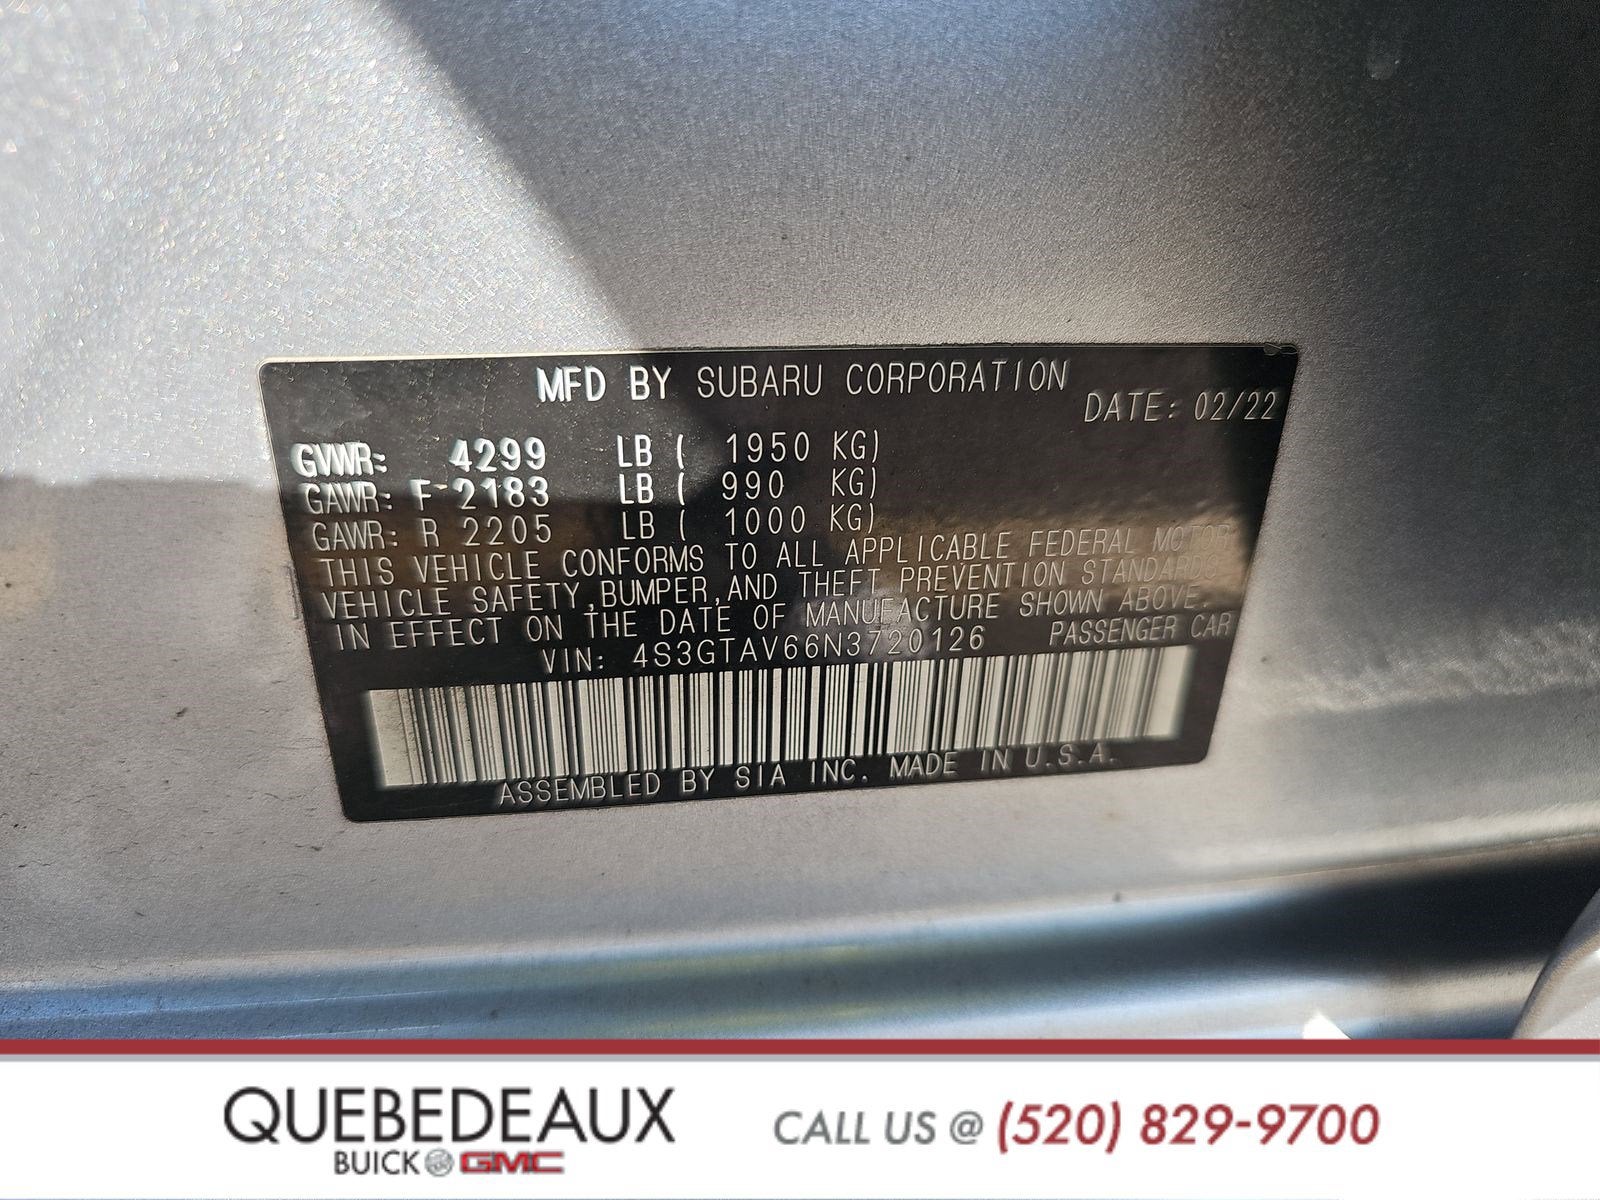 MFD BY SUBARU CORPORATION
DATE: 02/22
GVWR: 4299 LB ( 1950 KG)
GAWR: F 2183 LB ( 990 KG)
GAWR: R 2205 LB ( 1000 KG)
THIS VEHICLE CONFORMS TO ALL APPLICABLE FEDERAL MOTOR
VEHICLE SAFETY,BUMPER,AND THEFT PREVENTION STANDARDS
IN EFFECT ON THE DATE OF MANUFACTURE SHOWN ABOVE.
VIN: 4S3GTAV66N3720126 PASSENGER CAR
ASSEMBLED BY SIA INC. MADE IN U.S.A.
QUEBEDEAUX
BUICK GMC
CALL US @ (520) 829-9700